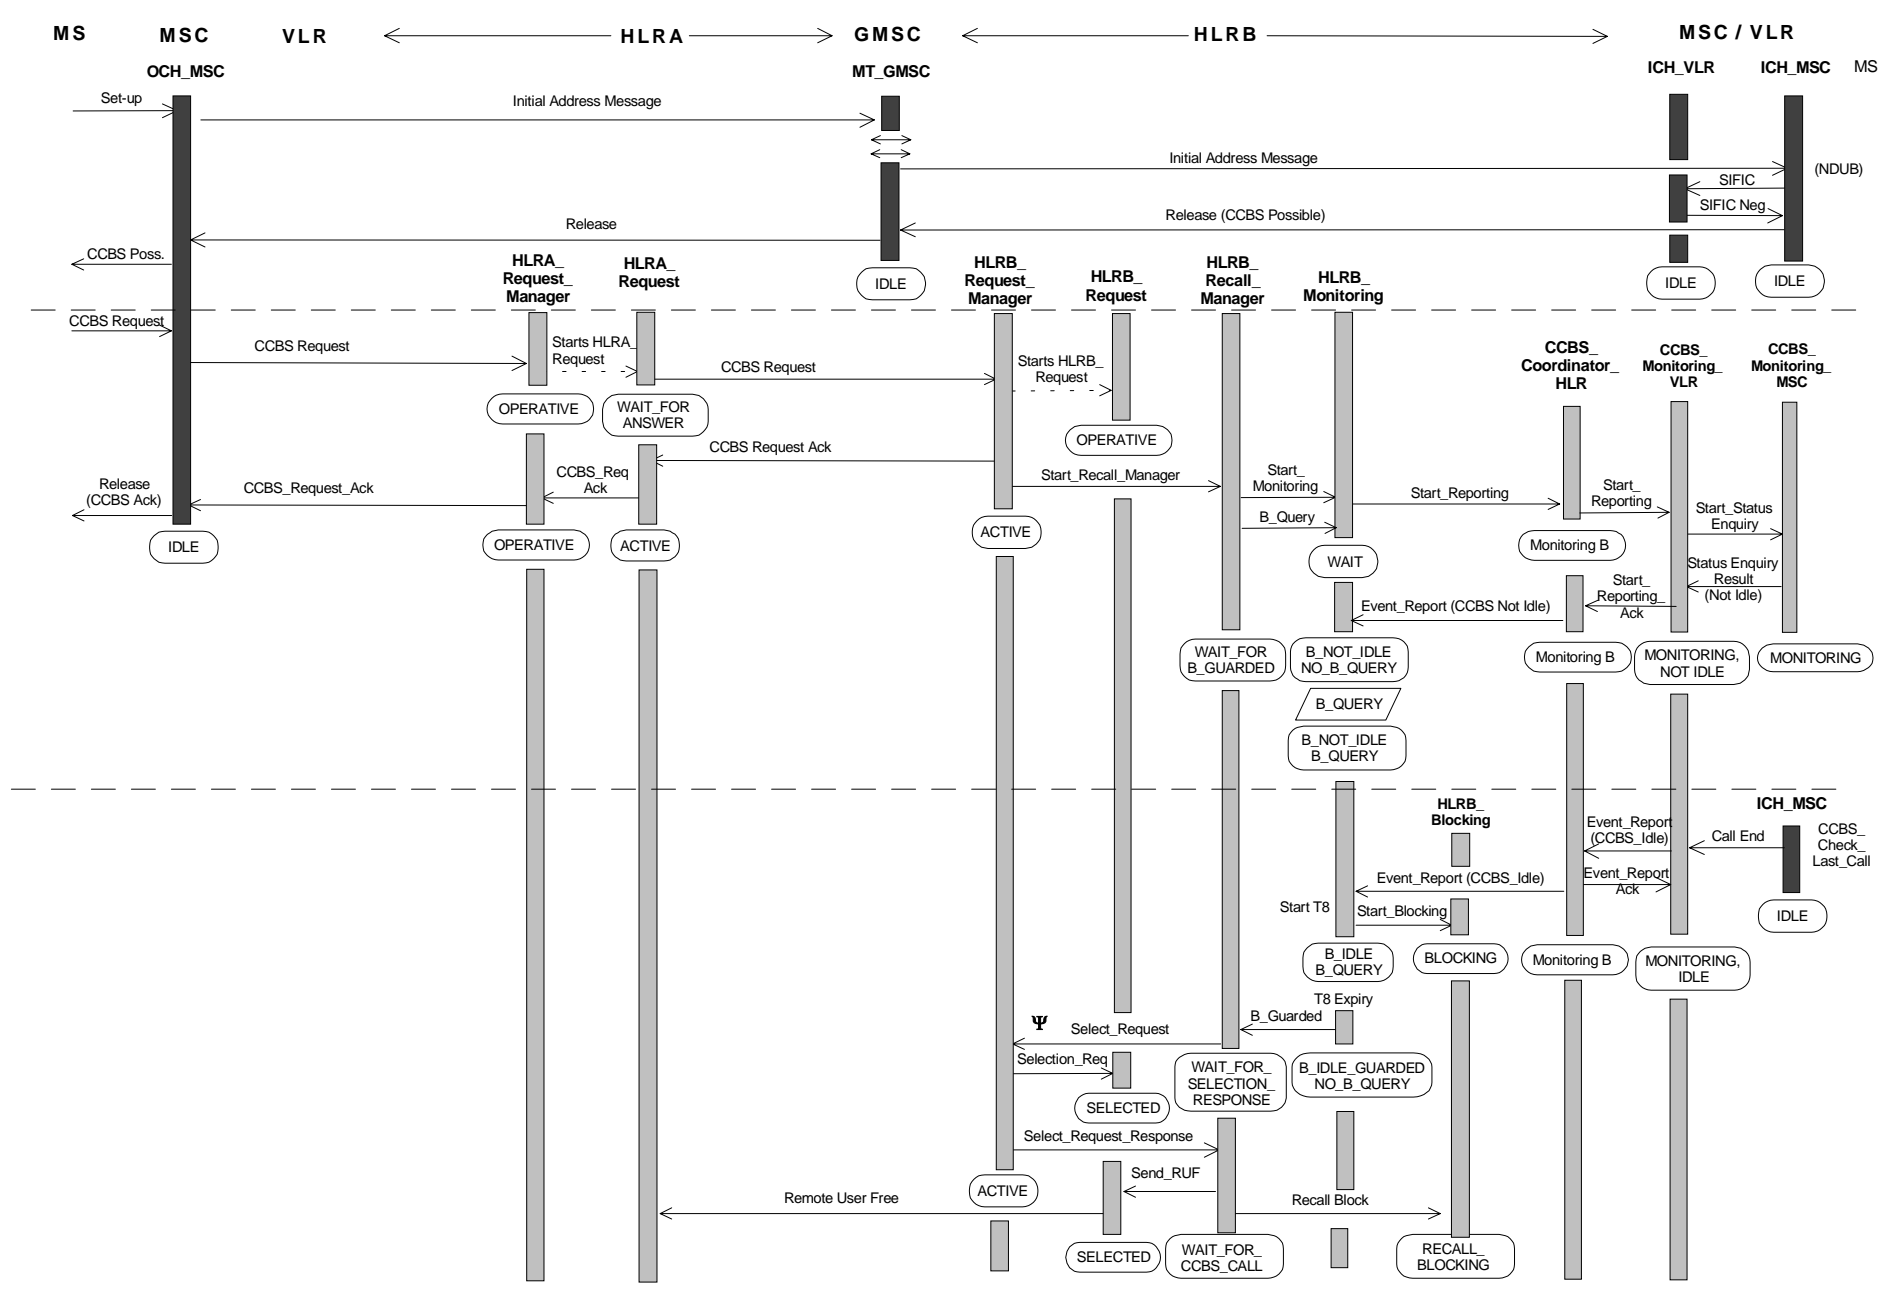 MS
MSC
VLR
HLRA
GMSC
HLRB
MSC / VLR
OCH_MSC
MT_GMSC
ICH_VLR
ICH_MSC
MS
Set-up
Initial Address Message
Initial Address Message
(NDUB)
SIFIC
SIFIC Neg
Release (CCBS Possible)
Release
CCBS Poss.
IDLE
IDLE
IDLE
HLRA_
Request_
Manager
HLRA_
Request
HLRB_
Request_
Manager
HLRB_
Request
HLRB_
Recall_
Manager
HLRB_
Monitoring
CCBS Request
CCBS Request
Starts HLRA_
Request
CCBS Request
Starts HLRB_
Request
CCBS_
Coordinator_
HLR
CCBS_
Monitoring_
VLR
CCBS_
Monitoring_
MSC
OPERATIVE
WAIT_FOR
ANSWER
OPERATIVE
CCBS Request Ack
Start_Recall_Manager
Start_
Monitoring
Start_Reporting
Start_
Reporting
Start_Status
Enquiry
Release
(CCBS Ack)
CCBS_Request_Ack
CCBS_Req
Ack
B_Query
IDLE
OPERATIVE
ACTIVE
ACTIVE
WAIT
Monitoring B
Status Enquiry
Result
(Not Idle)
Start_
Reporting_
Ack
Event_Report (CCBS Not Idle)
WAIT_FOR
B_GUARDED
B_NOT_IDLE
NO_B_QUERY
Monitoring B
MONITORING,
NOT IDLE
MONITORING
B_QUERY
B_NOT_IDLE
B_QUERY
HLRB_
Blocking
ICH_MSC
Event_Report
(CCBS_Idle)
Call End
CCBS_
Check_
Last_Call
Event_Report (CCBS_Idle)
Event_Report
Ack
Start T8
Start_Blocking
IDLE
B_IDLE
B_QUERY
BLOCKING
Monitoring B
MONITORING,
IDLE
T8 Expiry
B_Guarded
Ψ
Select_Request
Selection_Req
WAIT_FOR_
SELECTION_
RESPONSE
B_IDLE_GUARDED
NO_B_QUERY
SELECTED
Select_Request_Response
Send_RUF
ACTIVE
Remote User Free
Recall Block
SELECTED
WAIT_FOR_
CCBS_CALL
RECALL_
BLOCKING